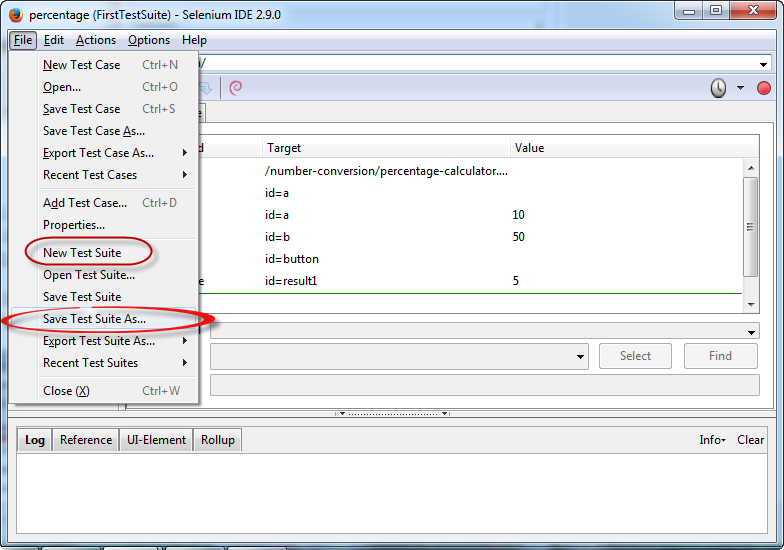 percentage (FirstTestSuite) - Selenium IDE 2.9.0
File Edit Actions Options Help
New Test Case Ctrl+N
Open... Ctrl+O
Save Test Case Ctrl+S
Save Test Case As...
Export Test Case As...
Recent Test Cases
Add Test Case... Ctrl+D
Properties...
New Test Suite
Open Test Suite...
Save Test Suite
Save Test Suite As...
Export Test Suite As...
Recent Test Suites
Close (X) Ctrl+W
Target Value
/number-conversion/percentage-calculator....
id=a
id=a 10
id=b 50
id=button
id=result1 5
Select Find
Log Reference UI-Element Rollup Info Clear